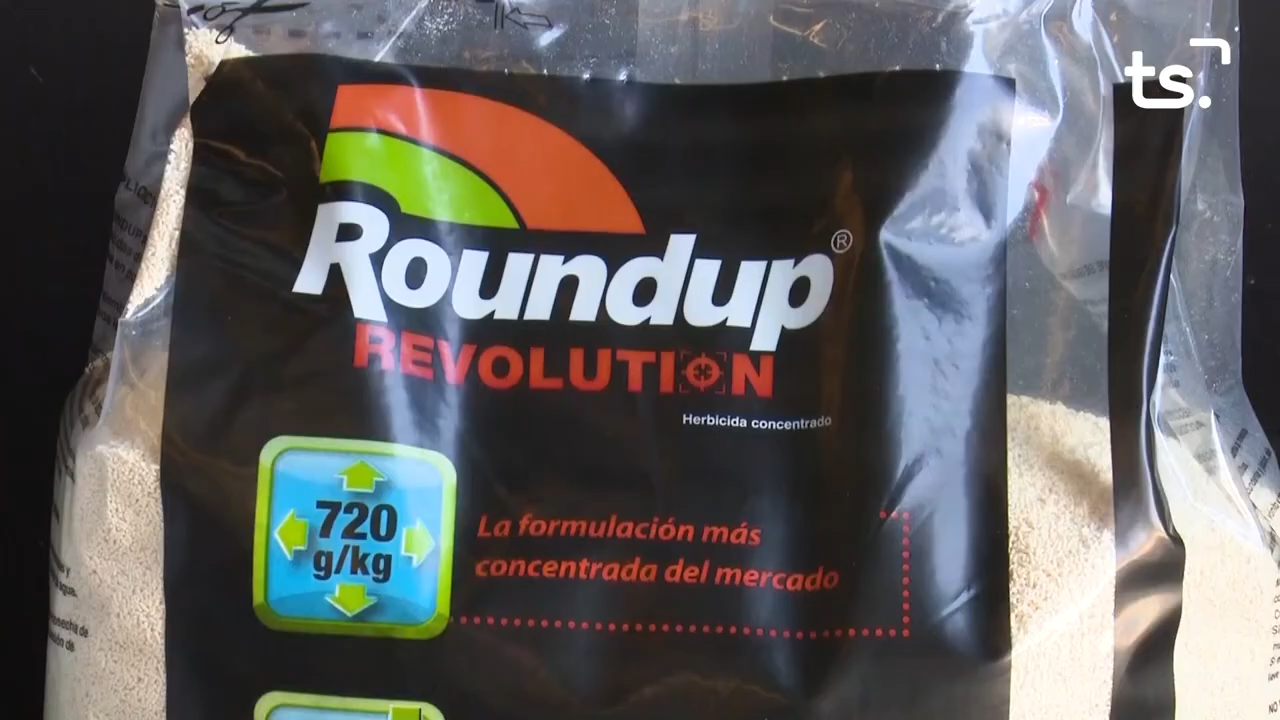 ts.
Roundup®
REVOLUTION
Herbicida concentrado
720
g/kg
La formulación más
concentrada del mercado